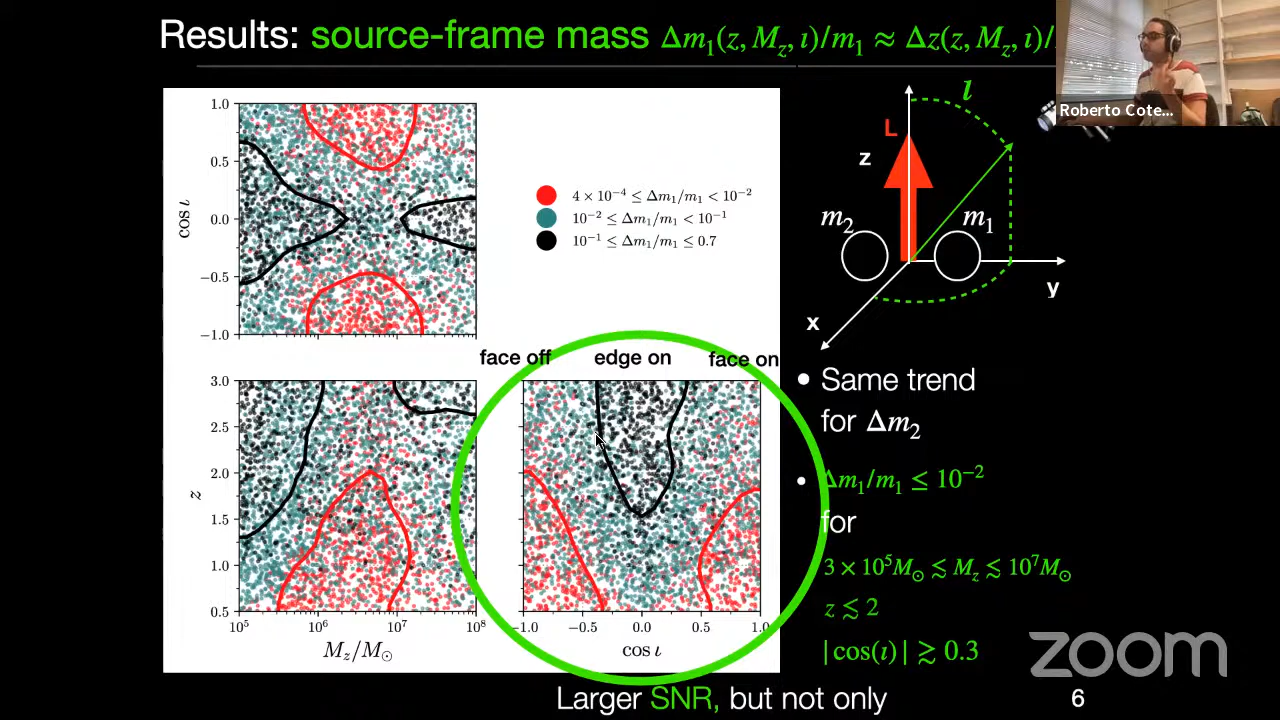 Results: source-frame mass Δm₁(z, M_z, ι)/m₁ ≈ Δz(z, M_z, ι)/
Roberto Cote...
1.0
0.5
0.0
−0.5
−1.0
cos ι
4 × 10⁻⁴ ≤ Δm₁/m₁ < 10⁻²
10⁻² ≤ Δm₁/m₁ < 10⁻¹
10⁻¹ ≤ Δm₁/m₁ ≤ 0.7
ι
L
z
m₂
m₁
y
x
face off edge on face on
3.0
2.5
2.0
1.5
1.0
0.5
z
10⁵ 10⁶ 10⁷ 10⁸
M_z/M⊙
−1.0 −0.5 0.0 0.5 1.0
cos ι
• Same trend
for Δm₂
• Δm₁/m₁ ≤ 10⁻²
for
3 × 10⁵M⊙ ≲ M_z ≲ 10⁷M⊙
z ≲ 2
|cos(ι)| ≳ 0.3
zoom
Larger SNR, but not only
6